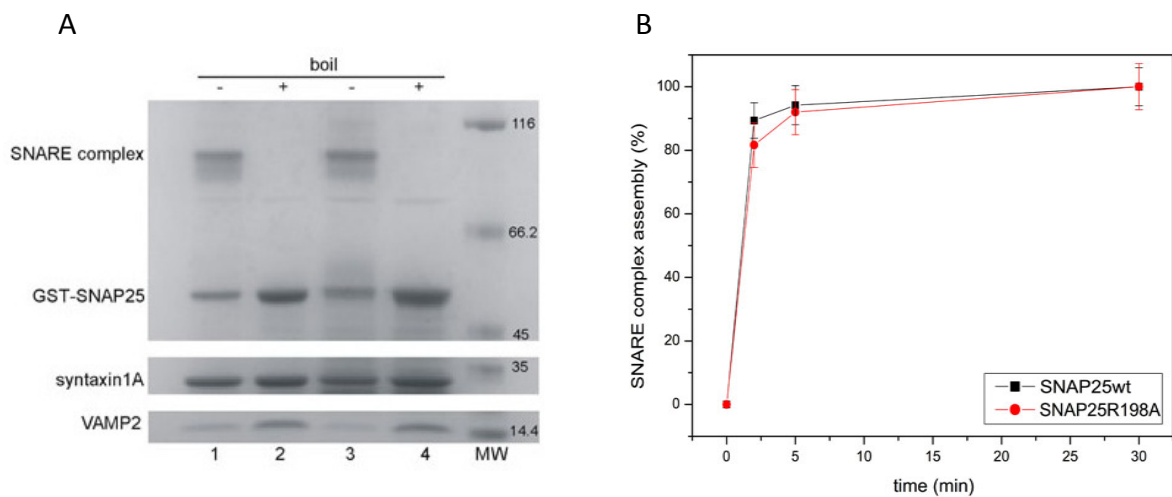 A
boil
- + - +
SNARE complex
116
66.2
GST-SNAP25
45
syntaxin1A
35
VAMP2
14.4
1 2 3 4 MW
B
SNARE complex assembly (%)
100
80
60
40
20
0
SNAP25wt
SNAP25R198A
0 5 10 15 20 25 30
time (min)